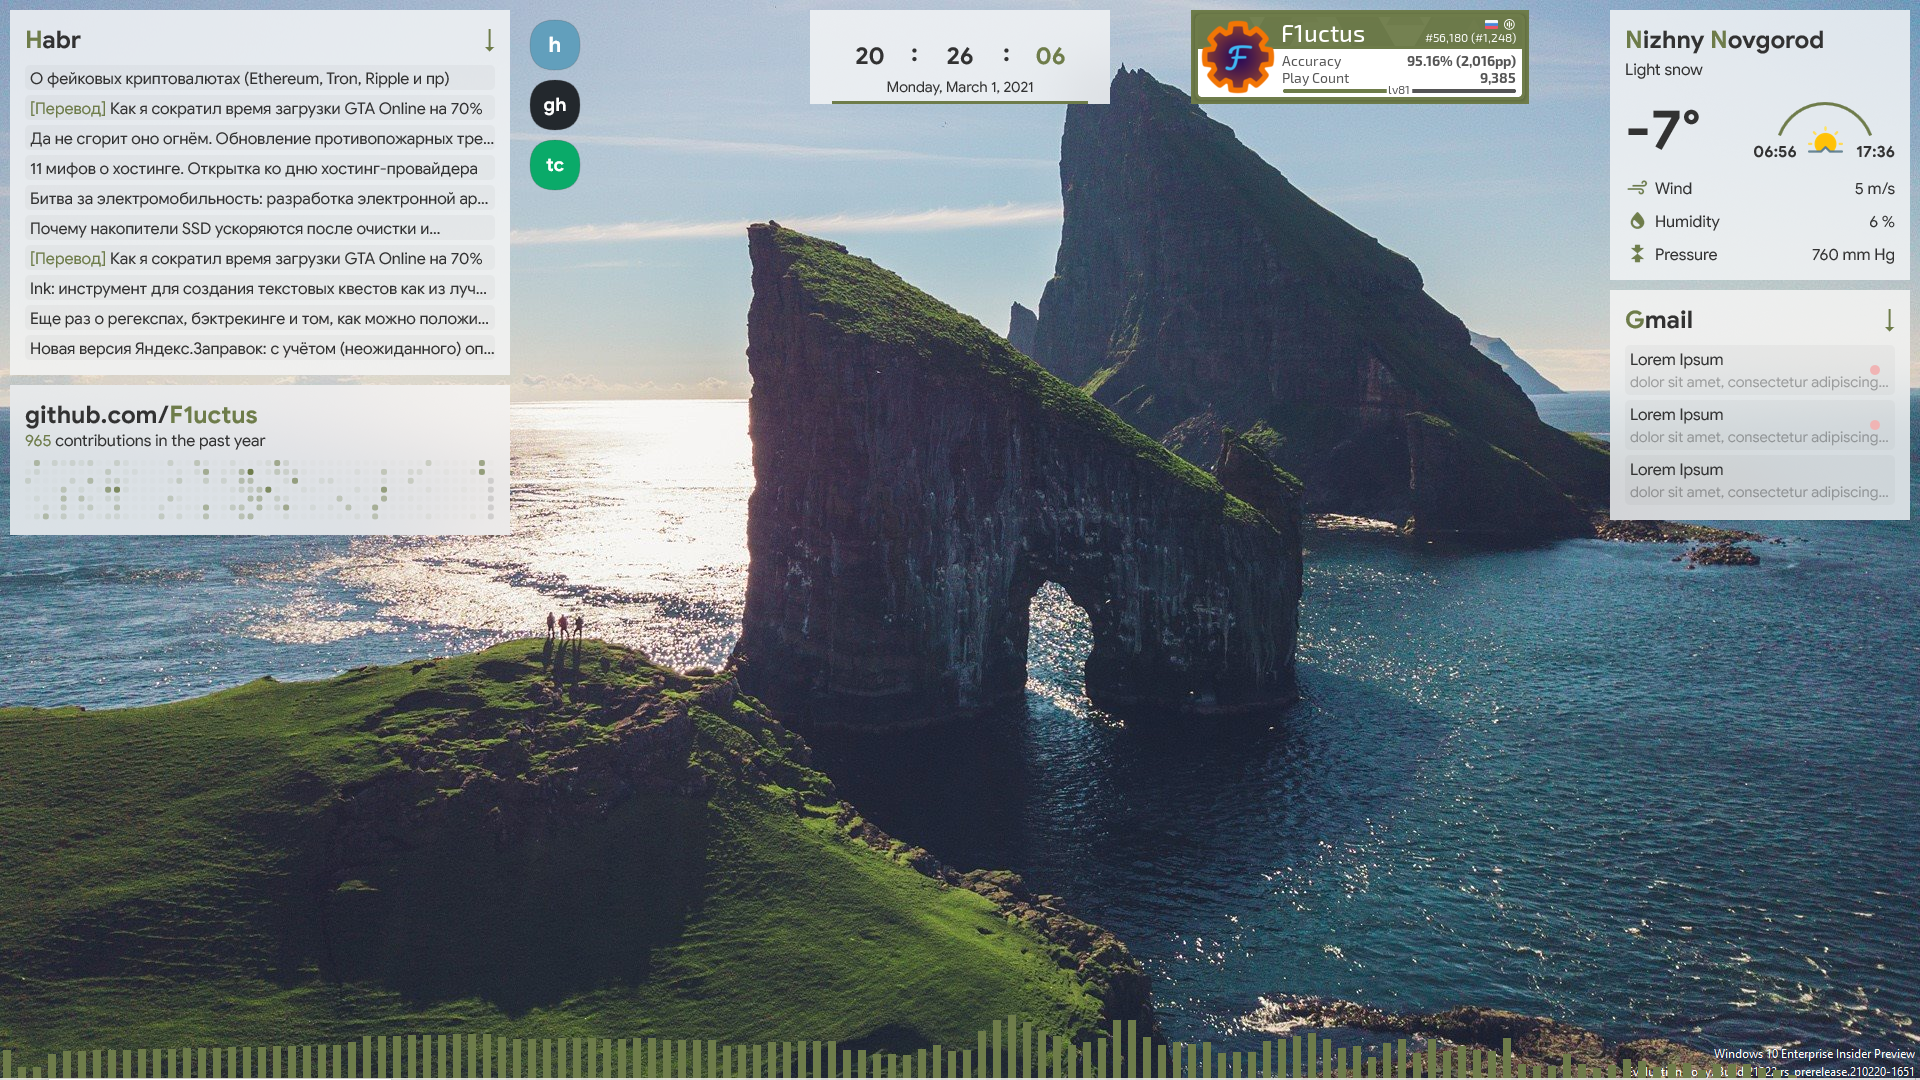 Habr
О фейковых криптовалютах (Ethereum, Tron, Ripple и пр)
[Перевод] Как я сократил время загрузки GTA Online на 70%
Да не сгорит оно огнём. Обновление противопожарных тре...
11 мифов о хостинге. Открытка ко дню хостинг-провайдера
Битва за электромобильность: разработка электронной ар...
Почему накопители SSD ускоряются после очистки и...
[Перевод] Как я сократил время загрузки GTA Online на 70%
Ink: инструмент для создания текстовых квестов как из луч...
Еще раз о регекспах, бэктрекинге и том, как можно положи...
Новая версия Яндекс.Заправок: с учётом (неожиданного) оп...
github.com/F1uctus
965 contributions in the past year
h
gh
tc
20 : 26 : 06
Monday, March 1, 2021
F
F1uctus
#56,180 (#1,248)
Accuracy 95.16% (2,016pp)
Play Count 9,385
lv81
Nizhny Novgorod
Light snow
-7°
06:56 17:36
Wind 5 m/s
Humidity 6 %
Pressure 760 mm Hg
Gmail
Lorem Ipsum
dolor sit amet, consectetur adipiscing...
Lorem Ipsum
dolor sit amet, consectetur adipiscing...
Lorem Ipsum
dolor sit amet, consectetur adipiscing...
Windows 10 Enterprise Insider Preview
rs_prerelease.210220-1651